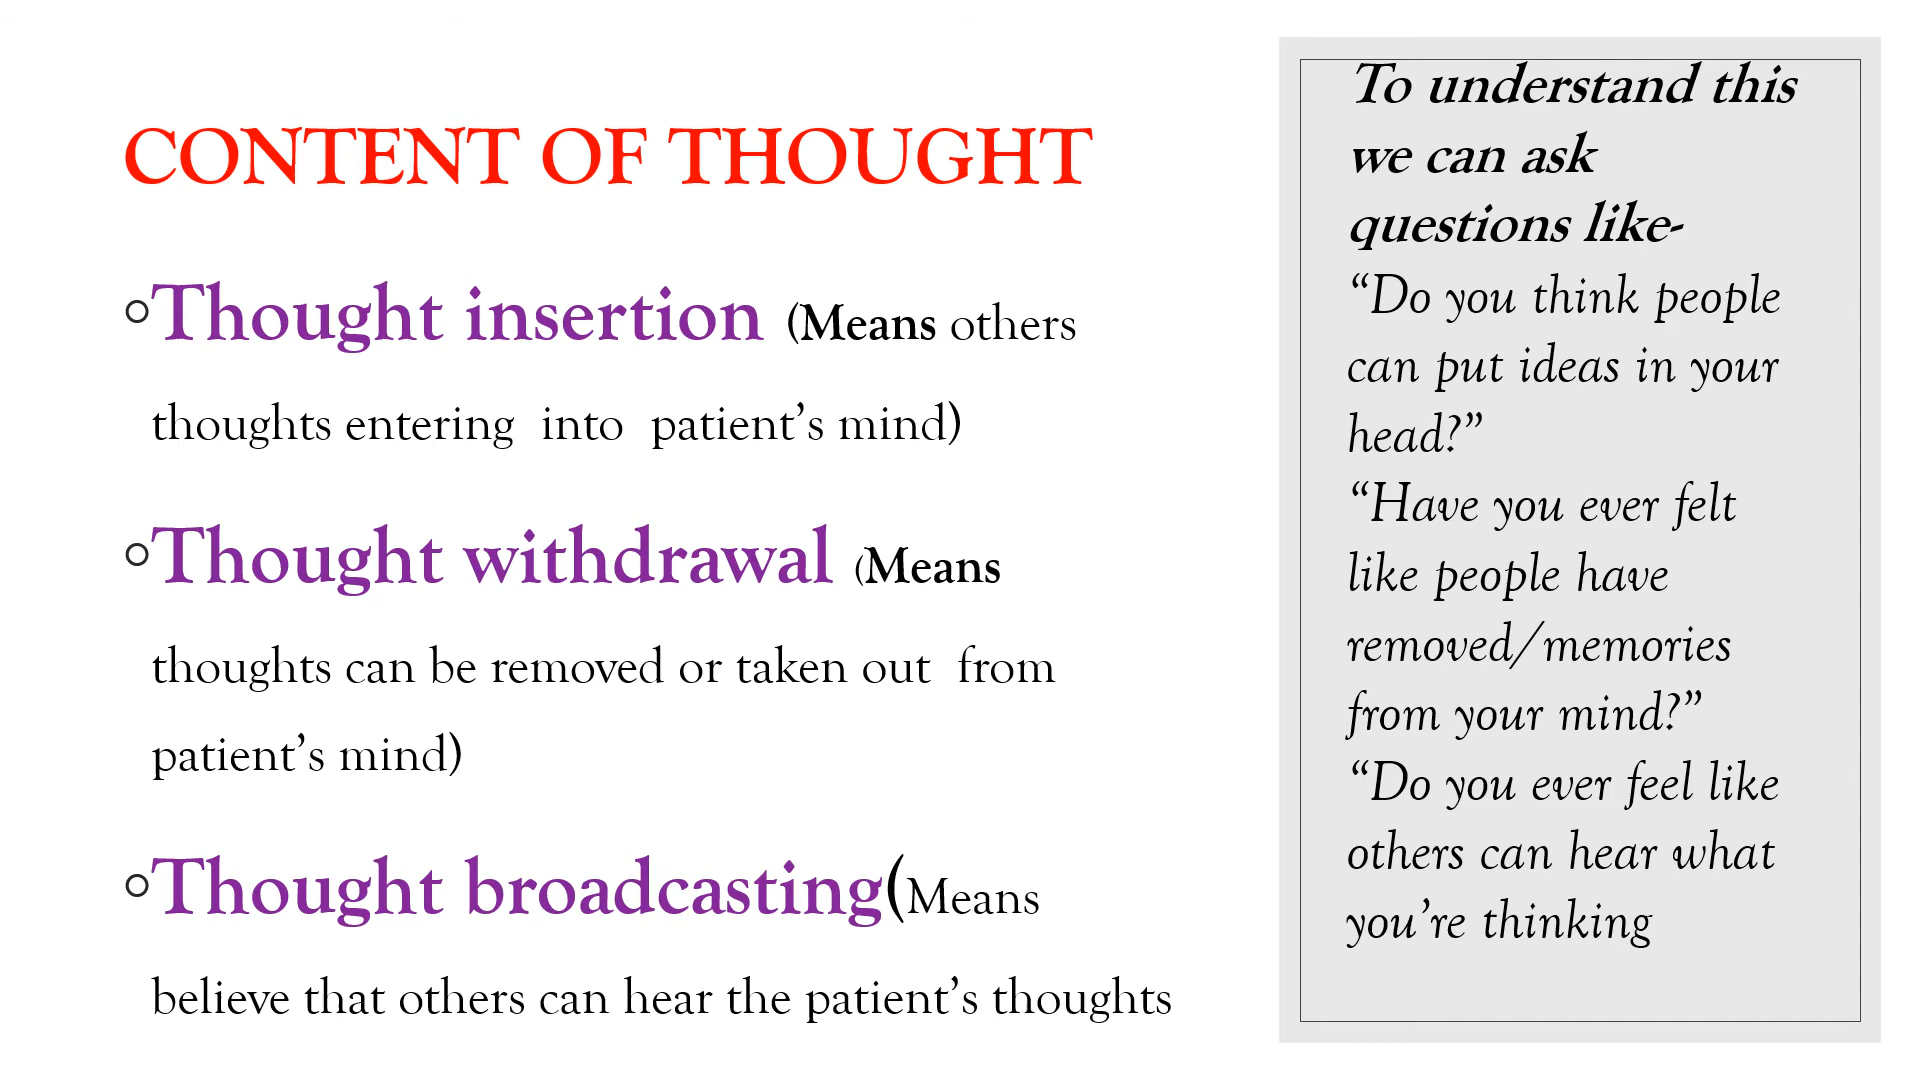 CONTENT OF THOUGHT
°Thought insertion (Means others
thoughts entering into patient’s mind)
°Thought withdrawal (Means
thoughts can be removed or taken out from
patient’s mind)
°Thought broadcasting(Means
believe that others can hear the patient’s thoughts
To understand this
we can ask
questions like-
“Do you think people
can put ideas in your
head?”
“Have you ever felt
like people have
removed/memories
from your mind?”
“Do you ever feel like
others can hear what
you’re thinking